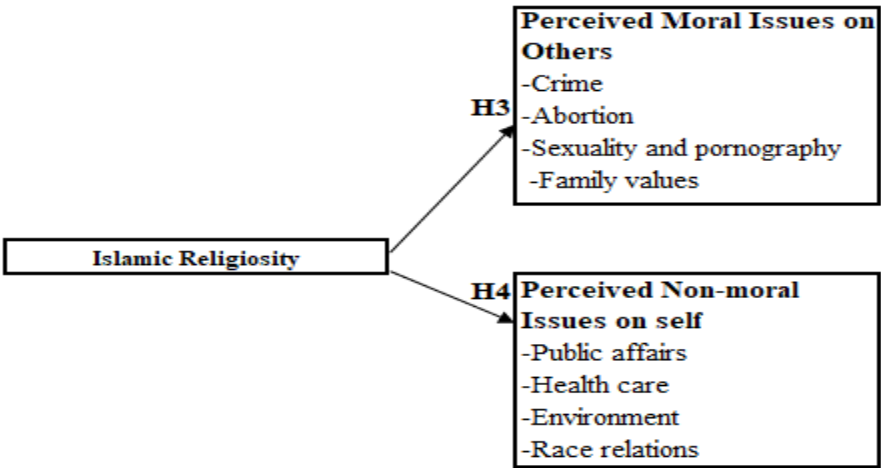 Perceived Moral Issues on
Others
-Crime
H3
-Abortion
-Sexuality and pornography
-Family values
Islamic Religiosity
H4
Perceived Non-moral
Issues on self
-Public affairs
-Health care
-Environment
-Race relations